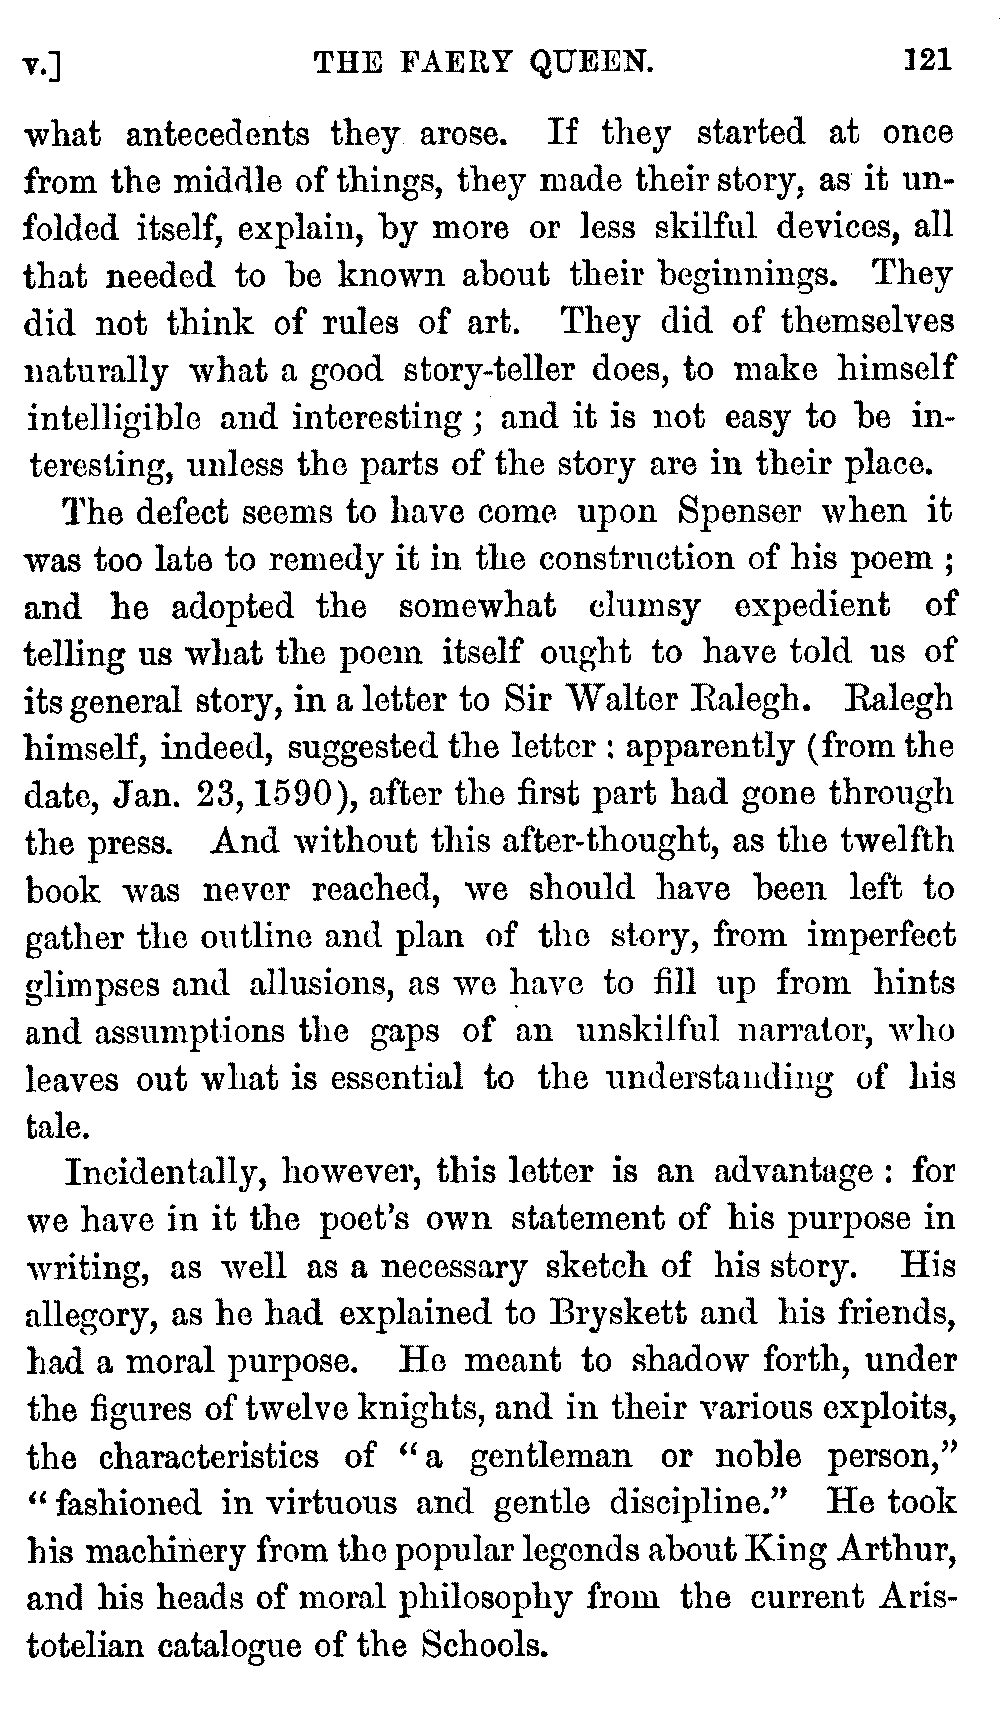 v.] THE FAERY QUEEN. 121
what antecedents they arose. If they started at once
from the middle of things, they made their story, as it un-
folded itself, explain, by more or less skilful devices, all
that needed to be known about their beginnings. They
did not think of rules of art. They did of themselves
naturally what a good story-teller does, to make himself
intelligible and interesting ; and it is not easy to be in-
teresting, unless the parts of the story are in their place.
The defect seems to have come upon Spenser when it
was too late to remedy it in the construction of his poem ;
and he adopted the somewhat clumsy expedient of
telling us what the poem itself ought to have told us of
its general story, in a letter to Sir Walter Ralegh. Ralegh
himself, indeed, suggested the letter : apparently (from the
date, Jan. 23, 1590), after the first part had gone through
the press. And without this after-thought, as the twelfth
book was never reached, we should have been left to
gather the outline and plan of the story, from imperfect
glimpses and allusions, as we have to fill up from hints
and assumptions the gaps of an unskilful narrator, who
leaves out what is essential to the understanding of his
tale.
Incidentally, however, this letter is an advantage : for
we have in it the poet's own statement of his purpose in
writing, as well as a necessary sketch of his story. His
allegory, as he had explained to Bryskett and his friends,
had a moral purpose. He meant to shadow forth, under
the figures of twelve knights, and in their various exploits,
the characteristics of "a gentleman or noble person,"
"fashioned in virtuous and gentle discipline." He took
his machinery from the popular legends about King Arthur,
and his heads of moral philosophy from the current Aris-
totelian catalogue of the Schools.